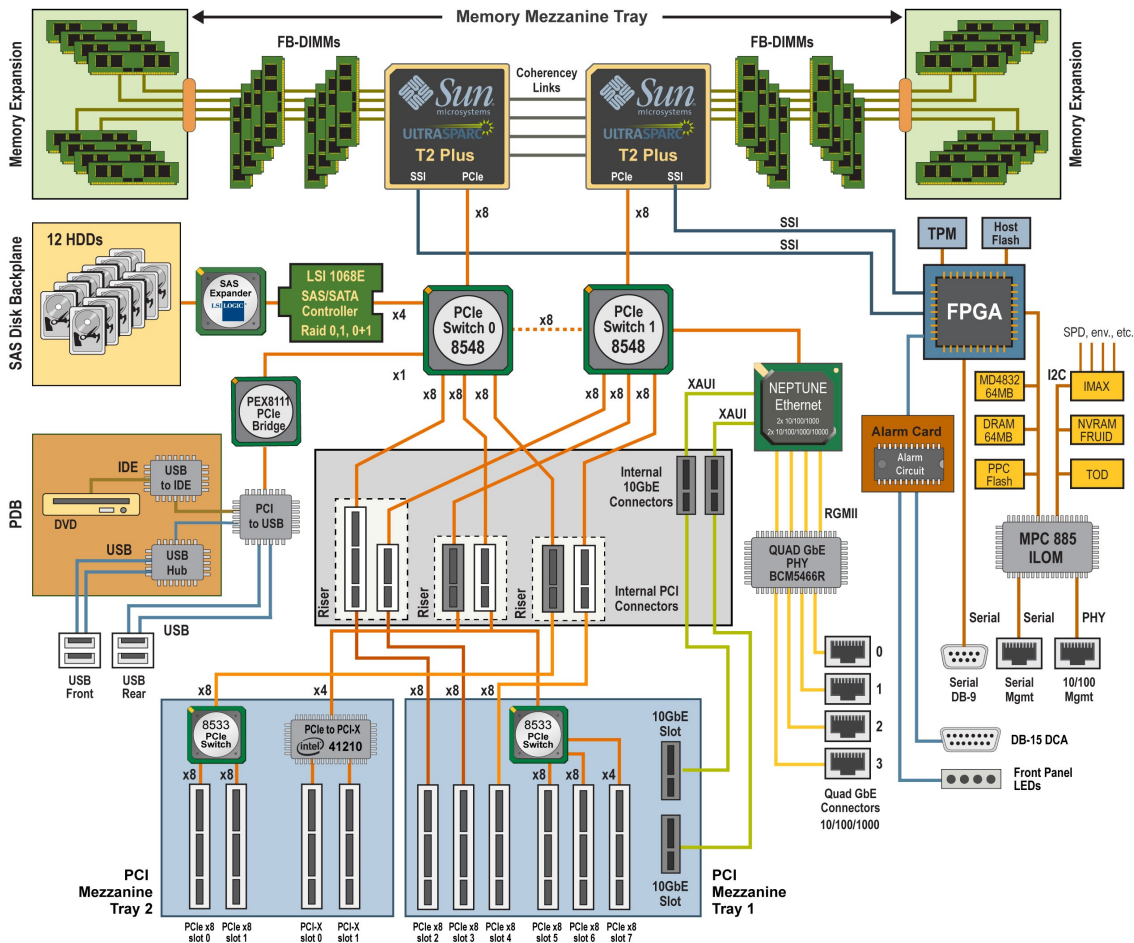 Memory Mezzanine Tray
Memory Expansion
FB-DIMMs
Sun
microsystems
ULTRASPARC
T2 Plus
SSI
PCIe
Coherencey
Links
Sun
microsystems
ULTRASPARC
T2 Plus
PCIe
SSI
FB-DIMMs
Memory Expansion
x8
x8
SSI
SSI
SAS Disk Backplane
12 HDDs
SAS
Expander
LSI LOGIC
LSI 1068E
SAS/SATA
Controller
Raid 0,1, 0+1
x4
PCIe
Switch 0
8548
x8
PCIe
Switch 1
8548
TPM
Host
Flash
FPGA
SPD, env., etc.
I2C
MD4832
64MB
IMAX
DRAM
64MB
NVRAM
FRUID
PPC
Flash
TOD
x1
PEX8111
PCIe
Bridge
x8
x8
x8
x8
x8
x8
XAUI
XAUI
NEPTUNE
Ethernet
2x 10/100/1000
2x 10/100/1000/10000
Alarm Card
Alarm
Circuit
PDB
IDE
USB
to IDE
DVD
PCI
to USB
USB
USB
Hub
USB
USB
Front
USB
Rear
Internal
10GbE
Connectors
Riser
Riser
Riser
Internal PCI
Connectors
RGMII
QUAD GbE
PHY
BCM5466R
MPC 885
ILOM
Serial
Serial
PHY
Serial
DB-9
Serial
Mgmt
10/100
Mgmt
0
1
2
3
Quad GbE
Connectors
10/100/1000
DB-15 DCA
Front Panel
LEDs
x8
x4
x8
x8
x8
8533
PCIe
Switch
PCIe to PCI-X
intel 41210
8533
PCIe
Switch
10GbE
Slot
x8
x8
x8
x8
x4
10GbE
Slot
PCI
Mezzanine
Tray 2
PCI
Mezzanine
Tray 1
PCIe x8
slot 0
PCIe x8
slot 1
PCI-X
slot 0
PCI-X
slot 1
PCIe x8
slot 2
PCIe x8
slot 3
PCIe x8
slot 4
PCIe x8
slot 5
PCIe x8
slot 6
PCIe x8
slot 7